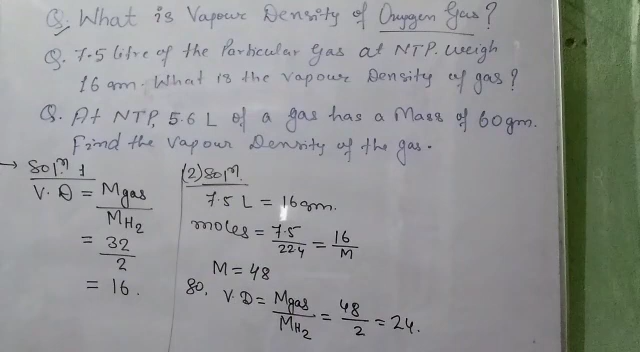 Q. What is Vapour Density of Oxygen Gas?
Q. 7.5 litre of the Particular Gas at NTP. weigh
16 gm. What is the vapour Density of gas?
Q. At NTP, 5.6 L of a gas has a Mass of 60gm.
Find the Vapour Density of the gas.
→ Solⁿ. 1
V.D = Mgas / MH₂
= 32 / 2
= 16.
(2) Solⁿ.
7.5 L = 16gm.
moles = 7.5 / 22.4 = 16 / M
M = 48
So, V.D = Mgas / MH₂ = 48 / 2 = 24.